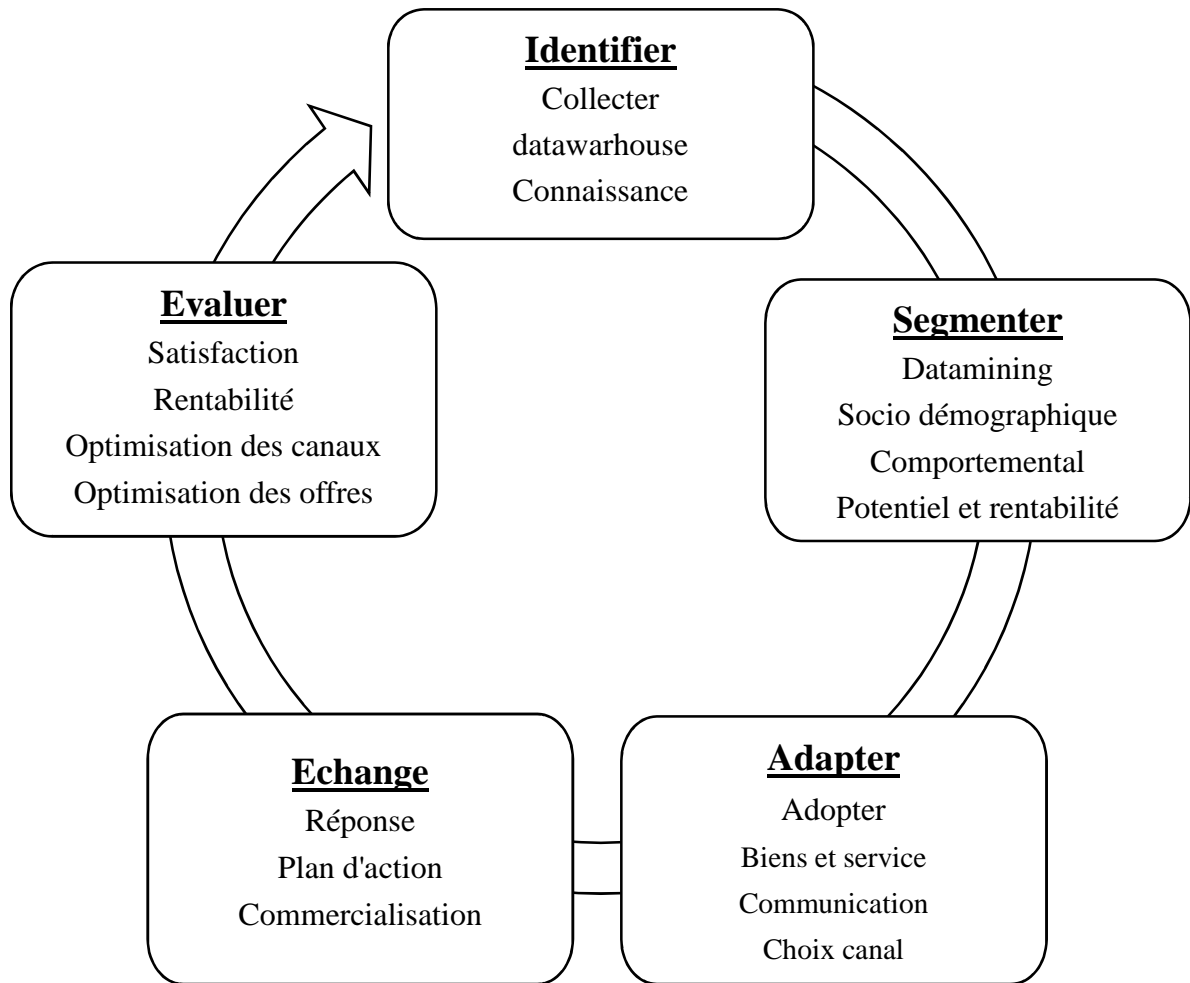 Identifier
Collecter
datawarhouse
Connaissance
Segmenter
Datamining
Socio démographique
Comportemental
Potentiel et rentabilité
Adapter
Adopter
Biens et service
Communication
Choix canal
Echange
Réponse
Plan d'action
Commercialisation
Evaluer
Satisfaction
Rentabilité
Optimisation des canaux
Optimisation des offres